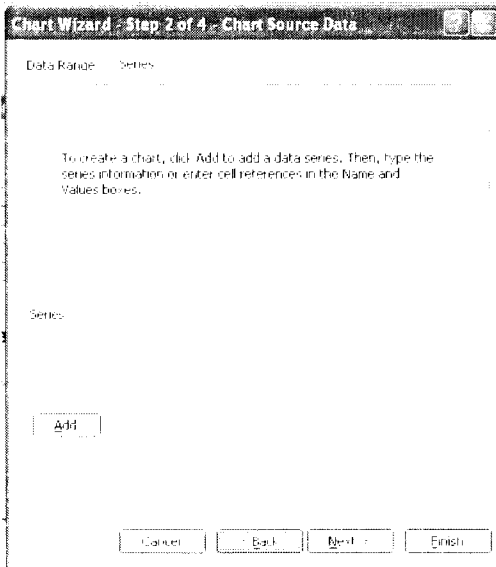 Chart Wizard - Step 2 of 4 - Chart Source Data
Data Range Series
To create a chart, click Add to add a data series. Then, type the
series information or enter cell references in the Name and
Values boxes.
Series
Add
Cancel < Back Next > Finish